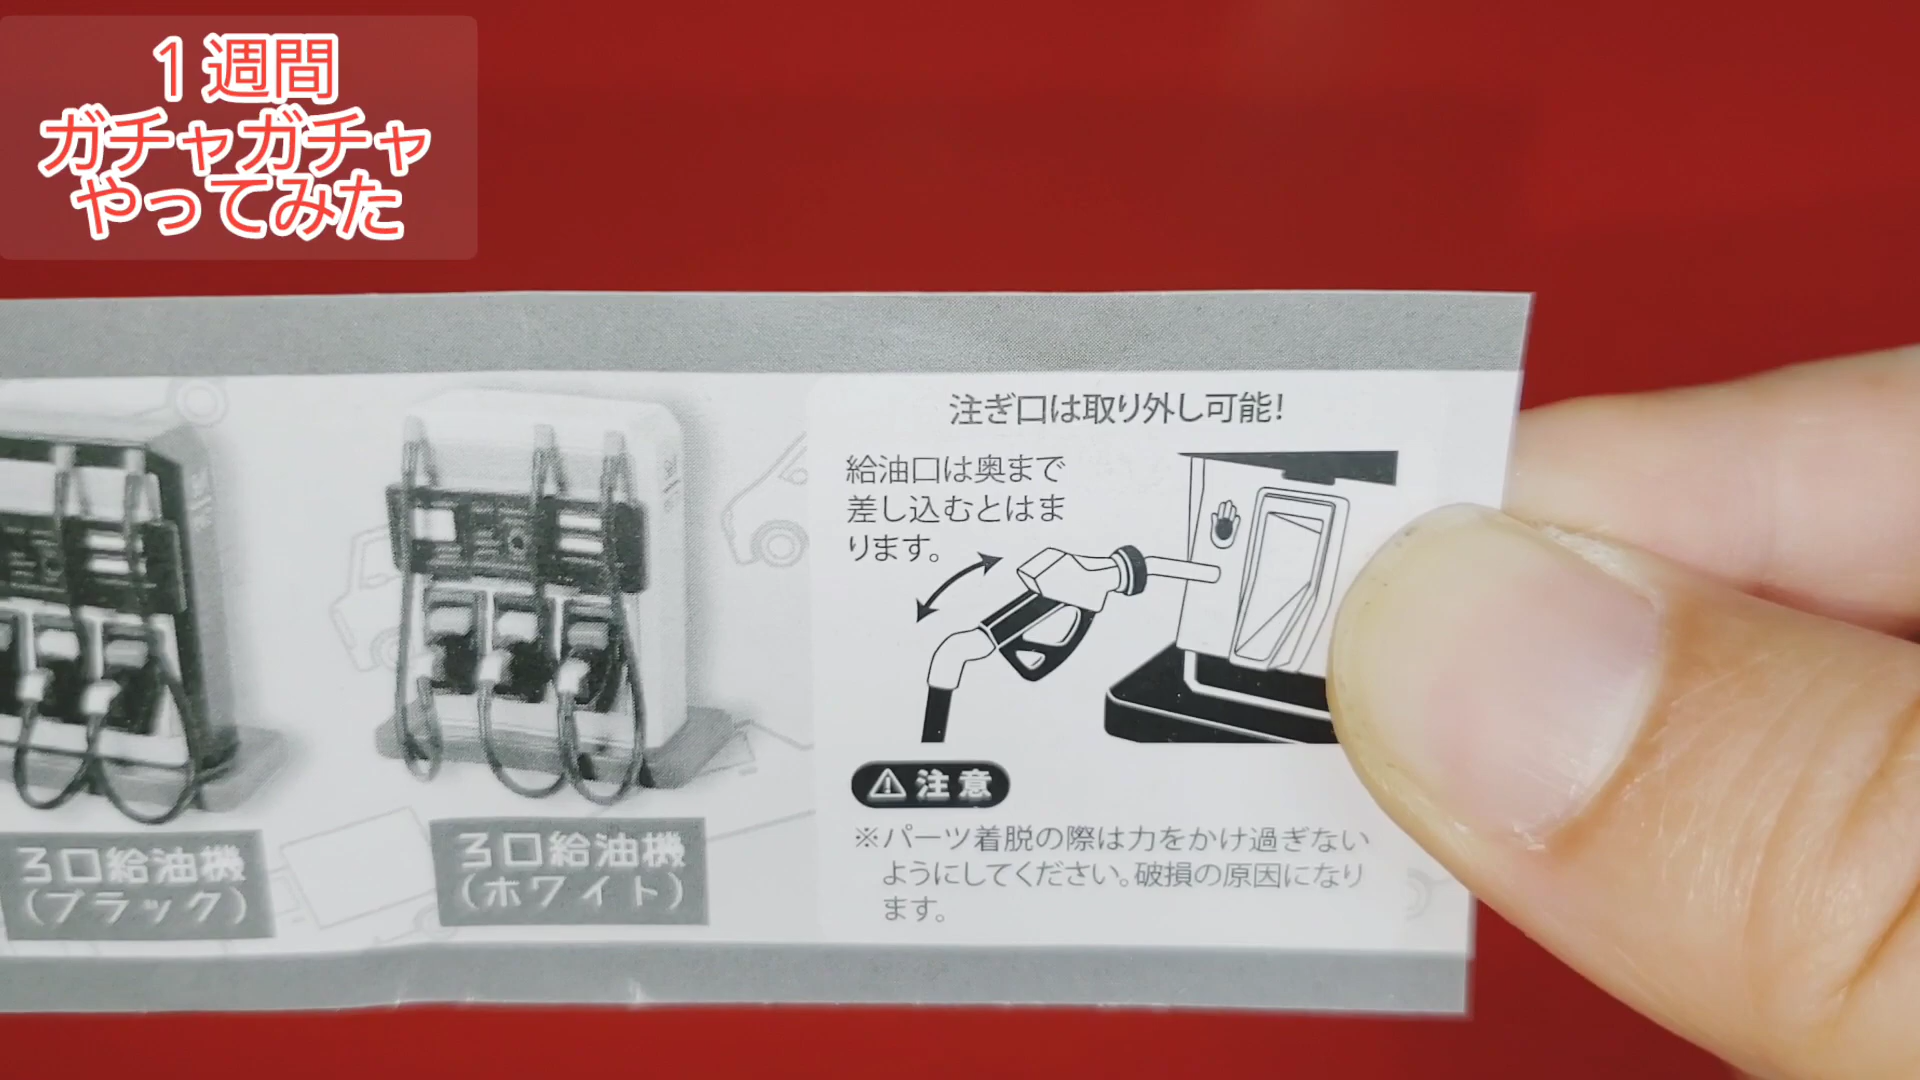 1週間
ガチャガチャ
やってみた
注ぎ口は取り外し可能!
給油口は奥まで
差し込むとはま
ります。
⚠注意
※パーツ着脱の際は力をかけ過ぎない
ようにしてください。破損の原因になり
ます。
3口給油機
(ブラック)
3口給油機
(ホワイト)